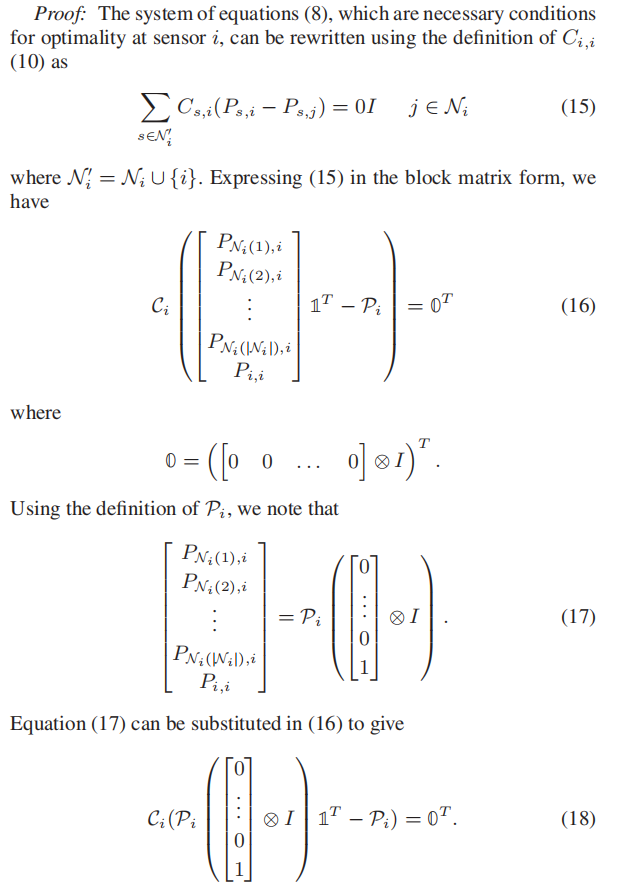 Proof: The system of equations (8), which are necessary conditions
for optimality at sensor i, can be rewritten using the definition of C_{i,i}
(10) as
\sum_{s \in \mathcal{N}_i'} C_{s,i}(P_{s,i} - P_{s,j}) = 0I \quad j \in \mathcal{N}_i \quad (15)
where \mathcal{N}_i' = \mathcal{N}_i \cup \{i\}. Expressing (15) in the block matrix form, we
have
\mathcal{C}_i \left( \begin{bmatrix} P_{\mathcal{N}_i(1),i} \\ P_{\mathcal{N}_i(2),i} \\ \vdots \\ P_{\mathcal{N}_i(|\mathcal{N}_i|),i} \\ P_{i,i} \end{bmatrix} \mathbb{1}^T - \mathcal{P}_i \right) = \mathbb{0}^T \quad (16)
where
\mathbb{0} = \left( \begin{bmatrix} 0 & 0 & \ldots & 0 \end{bmatrix} \otimes I \right)^T.
Using the definition of \mathcal{P}_i, we note that
\begin{bmatrix} P_{\mathcal{N}_i(1),i} \\ P_{\mathcal{N}_i(2),i} \\ \vdots \\ P_{\mathcal{N}_i(|\mathcal{N}_i|),i} \\ P_{i,i} \end{bmatrix} = \mathcal{P}_i \left( \begin{bmatrix} 0 \\ \vdots \\ 0 \\ 1 \end{bmatrix} \otimes I \right). \quad (17)
Equation (17) can be substituted in (16) to give
\mathcal{C}_i (\mathcal{P}_i \left( \begin{bmatrix} 0 \\ \vdots \\ 0 \\ 1 \end{bmatrix} \otimes I \right) \mathbb{1}^T - \mathcal{P}_i) = \mathbb{0}^T. \quad (18)